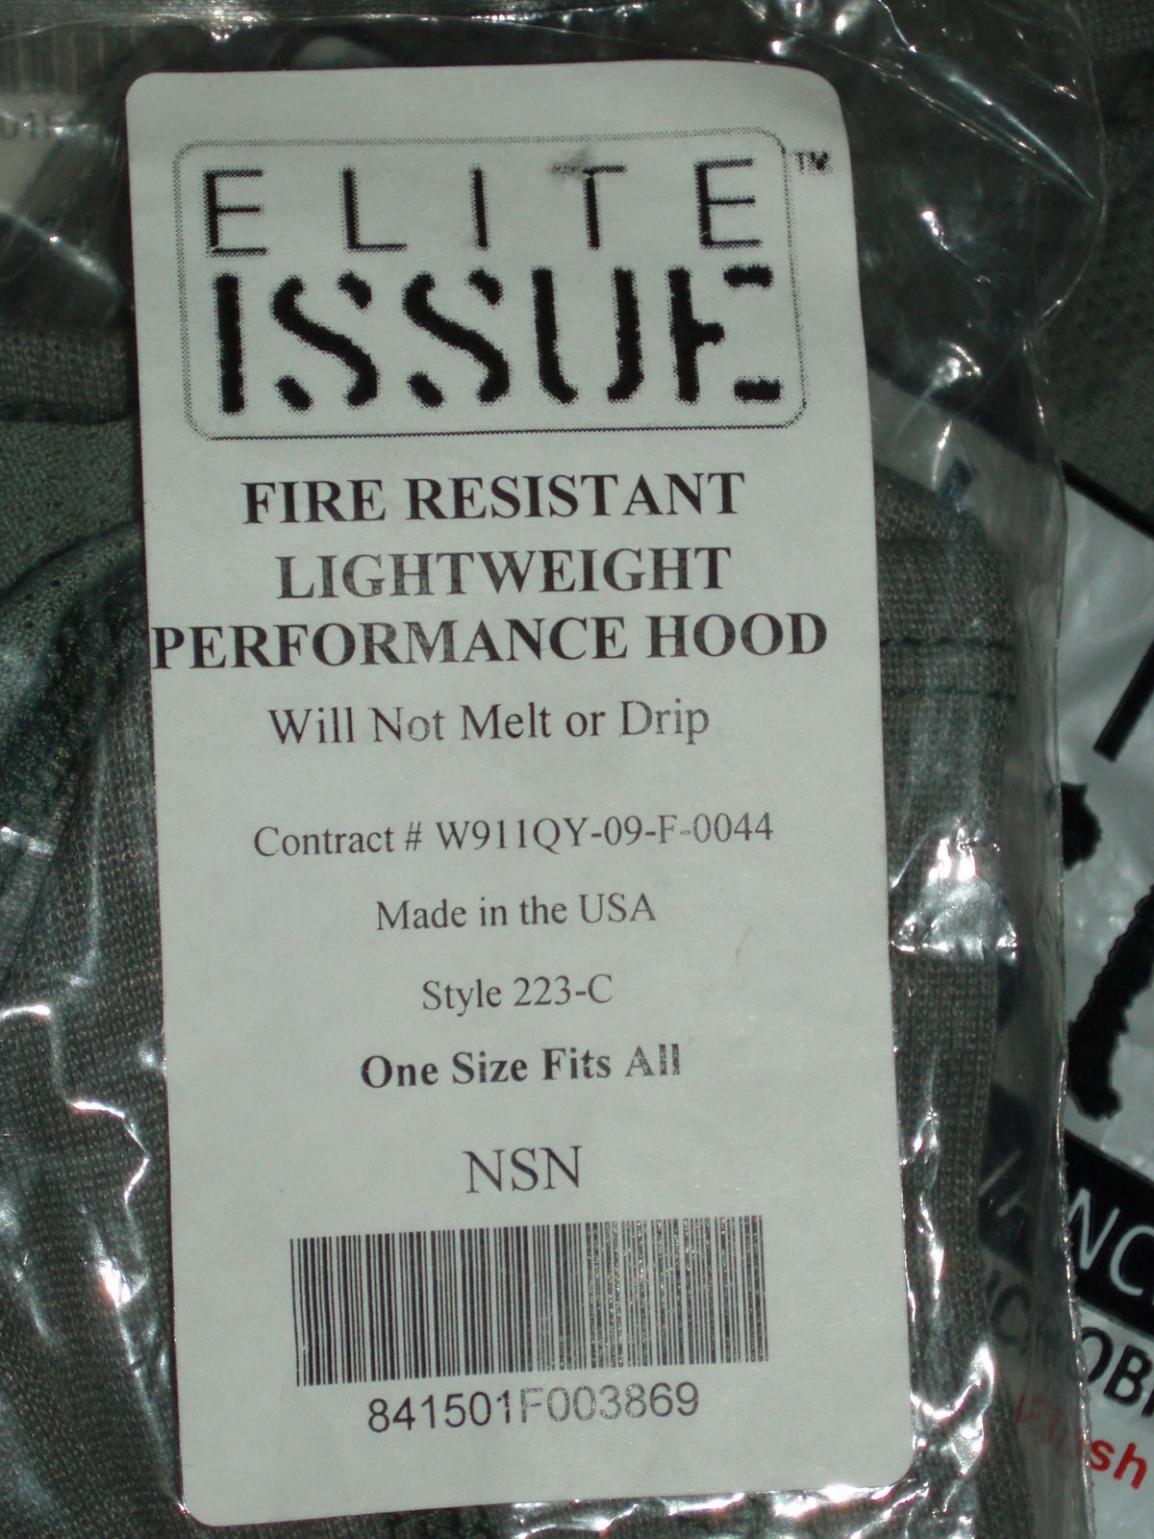 ELITE
ISSUE™
FIRE RESISTANT
LIGHTWEIGHT
PERFORMANCE HOOD
Will Not Melt or Drip
Contract # W911QY-09-F-0044
Made in the USA
Style 223-C
One Size Fits All
NSN
841501F003869